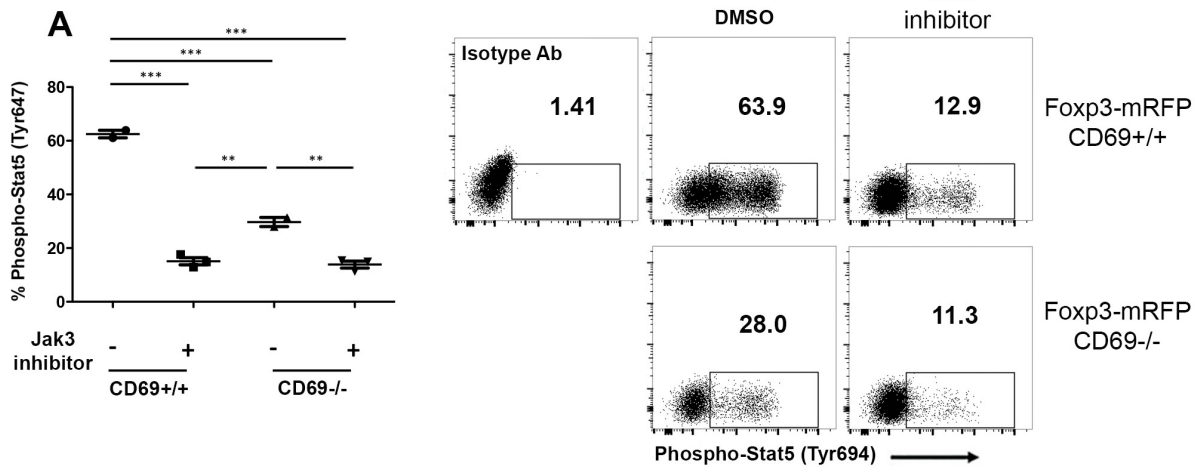 A
***
***
***
**
**
% Phospho-Stat5 (Tyr647)
80
60
40
20
0
Jak3
inhibitor
- + - +
CD69+/+ CD69-/-
DMSO inhibitor
Isotype Ab
1.41
63.9
12.9
Foxp3-mRFP
CD69+/+
28.0
11.3
Foxp3-mRFP
CD69-/-
Phospho-Stat5 (Tyr694)